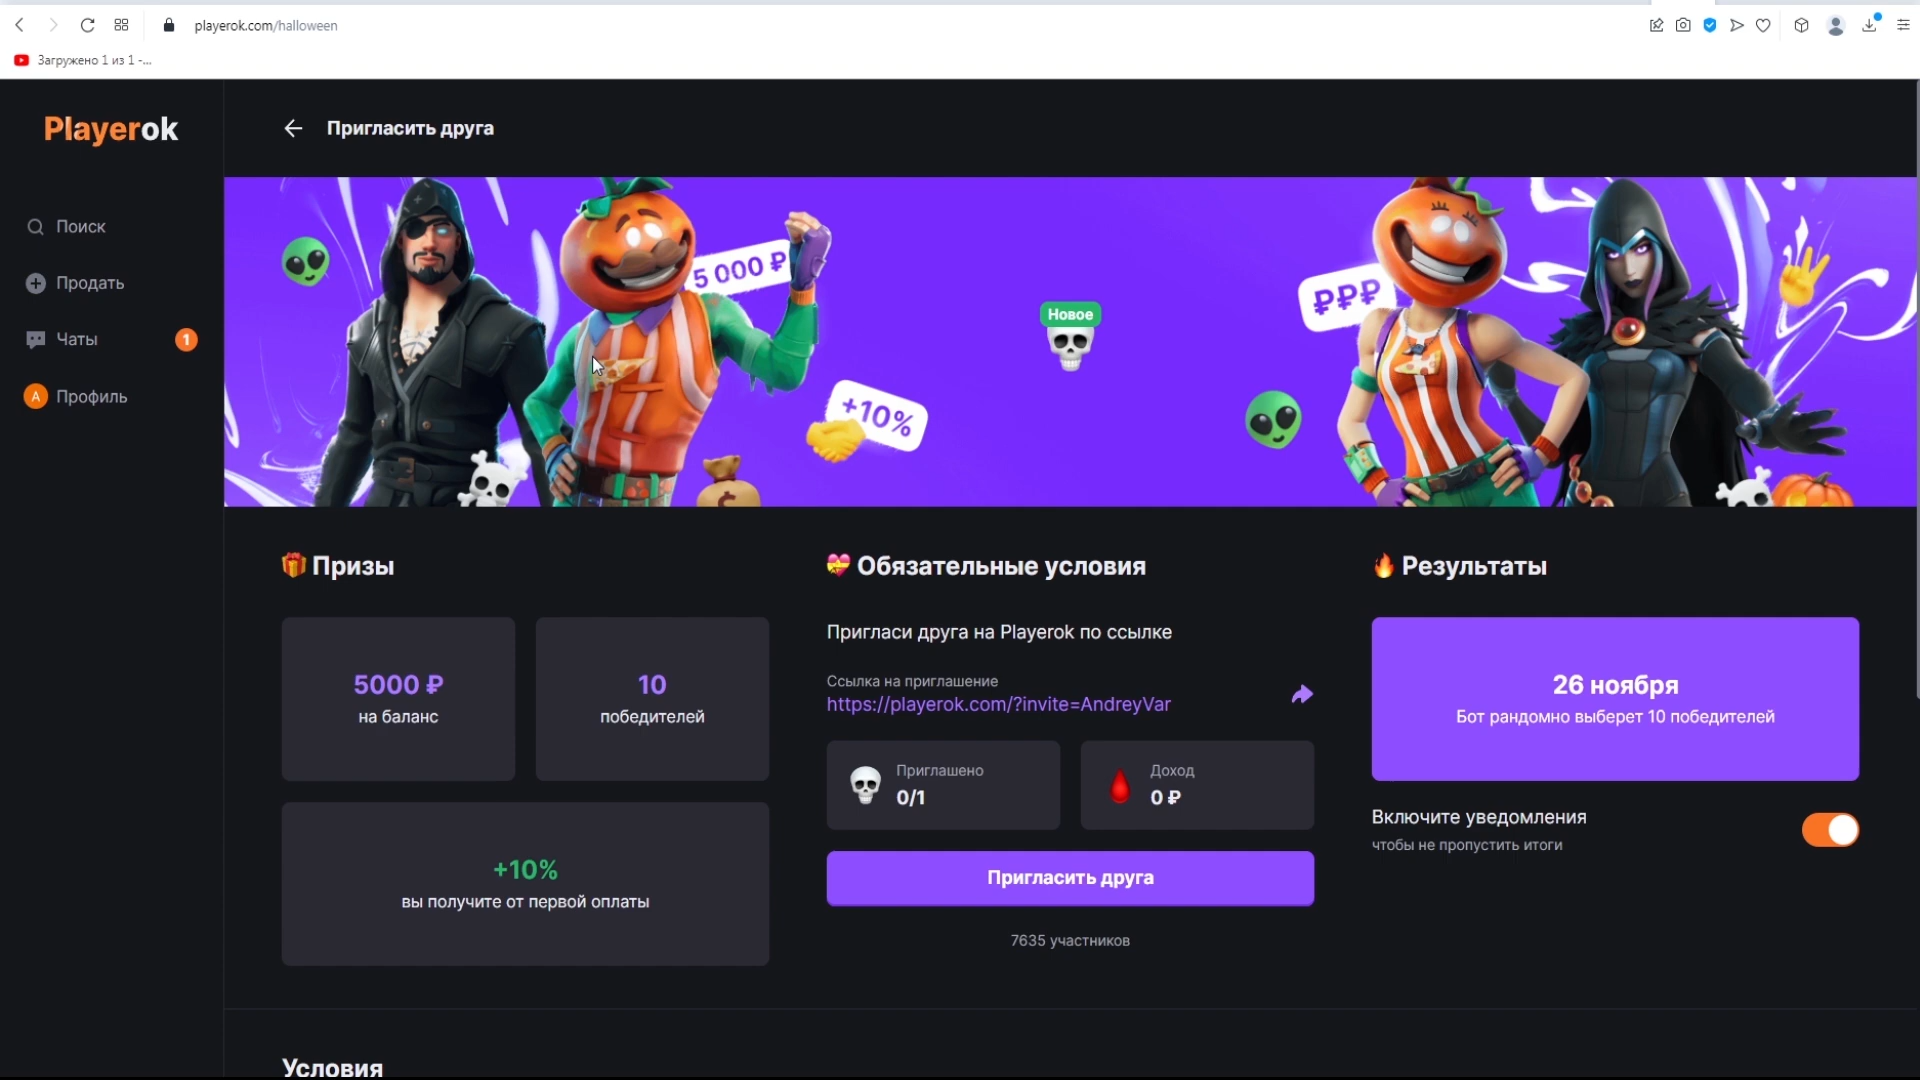 playerok.com/halloween
Загружено 1 из 1 -...
Playerok
Пригласить друга
Поиск
Продать
Чаты
1
А
Профиль
5 000 ₽
+10%
Новое
₽₽₽
🎁 Призы
5000 ₽
на баланс
10
победителей
+10%
вы получите от первой оплаты
💝 Обязательные условия
Пригласи друга на Playerok по ссылке
Ссылка на приглашение
https://playerok.com/?invite=AndreyVar
Приглашено
0/1
Доход
0 ₽
Пригласить друга
7635 участников
🔥 Результаты
26 ноября
Бот рандомно выберет 10 победителей
Включите уведомления
чтобы не пропустить итоги
Условия